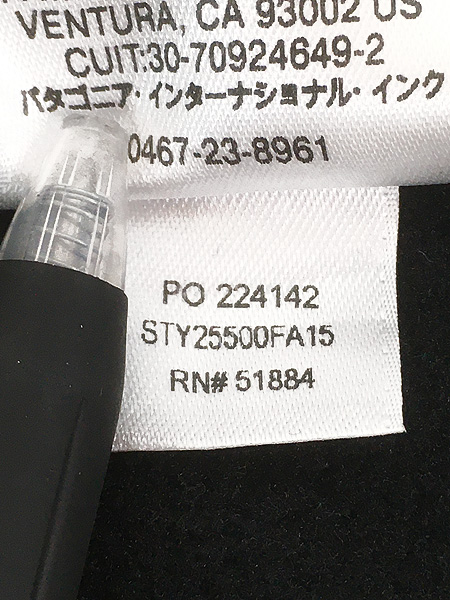 VENTURA, CA 93002 US
CUIT:30-70924649-2
パタゴニア・インターナショナル・インク
0467-23-8961
PO 224142
STY25500FA15
RN# 51884